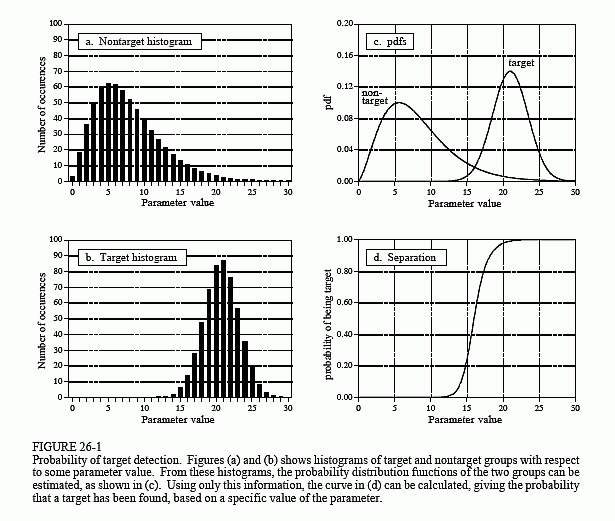 100
90
80
70
60
50
40
30
20
10
0
Number of occurences
a. Nontarget histogram
0 5 10 15 20 25 30
Parameter value
0.20
0.16
0.12
0.08
0.04
0.00
pdf
c. pdfs
target
non-
target
0 5 10 15 20 25 30
Parameter value
100
90
80
70
60
50
40
30
20
10
0
Number of occurences
b. Target histogram
0 5 10 15 20 25 30
Parameter value
1.00
0.80
0.60
0.40
0.20
0.00
probability of being target
d. Separation
0 5 10 15 20 25 30
Parameter value
FIGURE 26-1
Probability of target detection. Figures (a) and (b) shows histograms of target and nontarget groups with respect
to some parameter value. From these histograms, the probability distribution functions of the two groups can be
estimated, as shown in (c). Using only this information, the curve in (d) can be calculated, giving the probability
that a target has been found, based on a specific value of the parameter.